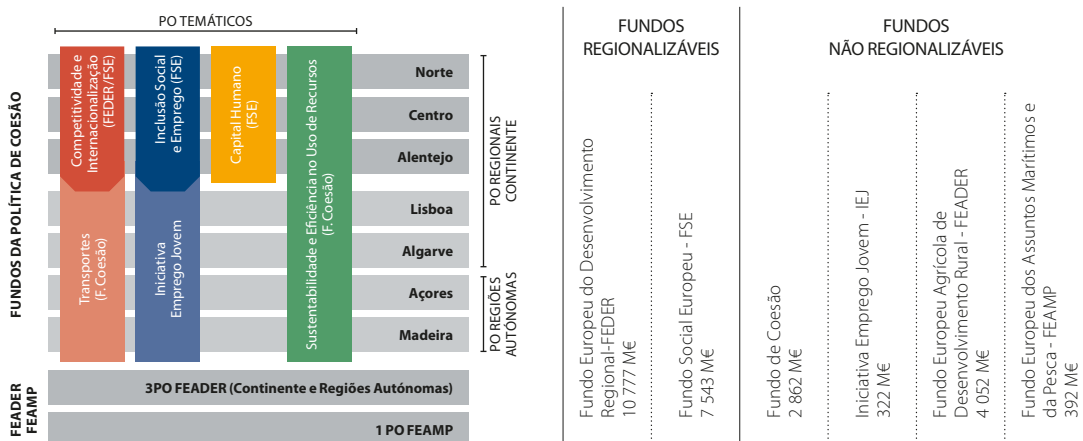 PO TEMÁTICOS
FUNDOS DA POLÍTICA DE COESÃO
Competitividade e
Internacionalização
(FEDER/FSE)
Transportes
(F. Coesão)
Inclusão Social
e Emprego (FSE)
Iniciativa
Emprego Jovem
Capital Humano
(FSE)
Sustentabilidade e Eficiência no Uso de Recursos
(F. Coesão)
Norte
Centro
Alentejo
Lisboa
Algarve
Açores
Madeira
PO REGIONAIS
CONTINENTE
PO REGIÕES
AUTÓNOMAS
FEADER
FEAMP
3PO FEADER (Continente e Regiões Autónomas)
1 PO FEAMP
FUNDOS
REGIONALIZÁVEIS
Fundo Europeu do Desenvolvimento
Regional-FEDER
10 777 M€
Fundo Social Europeu - FSE
7 543 M€
FUNDOS
NÃO REGIONALIZÁVEIS
Fundo de Coesão
2 862 M€
Iniciativa Emprego Jovem - IEJ
322 M€
Fundo Europeu Agrícola de
Desenvolvimento Rural - FEADER
4 052 M€
Fundo Europeu dos Assuntos Marítimos e
da Pesca - FEAMP
392 M€